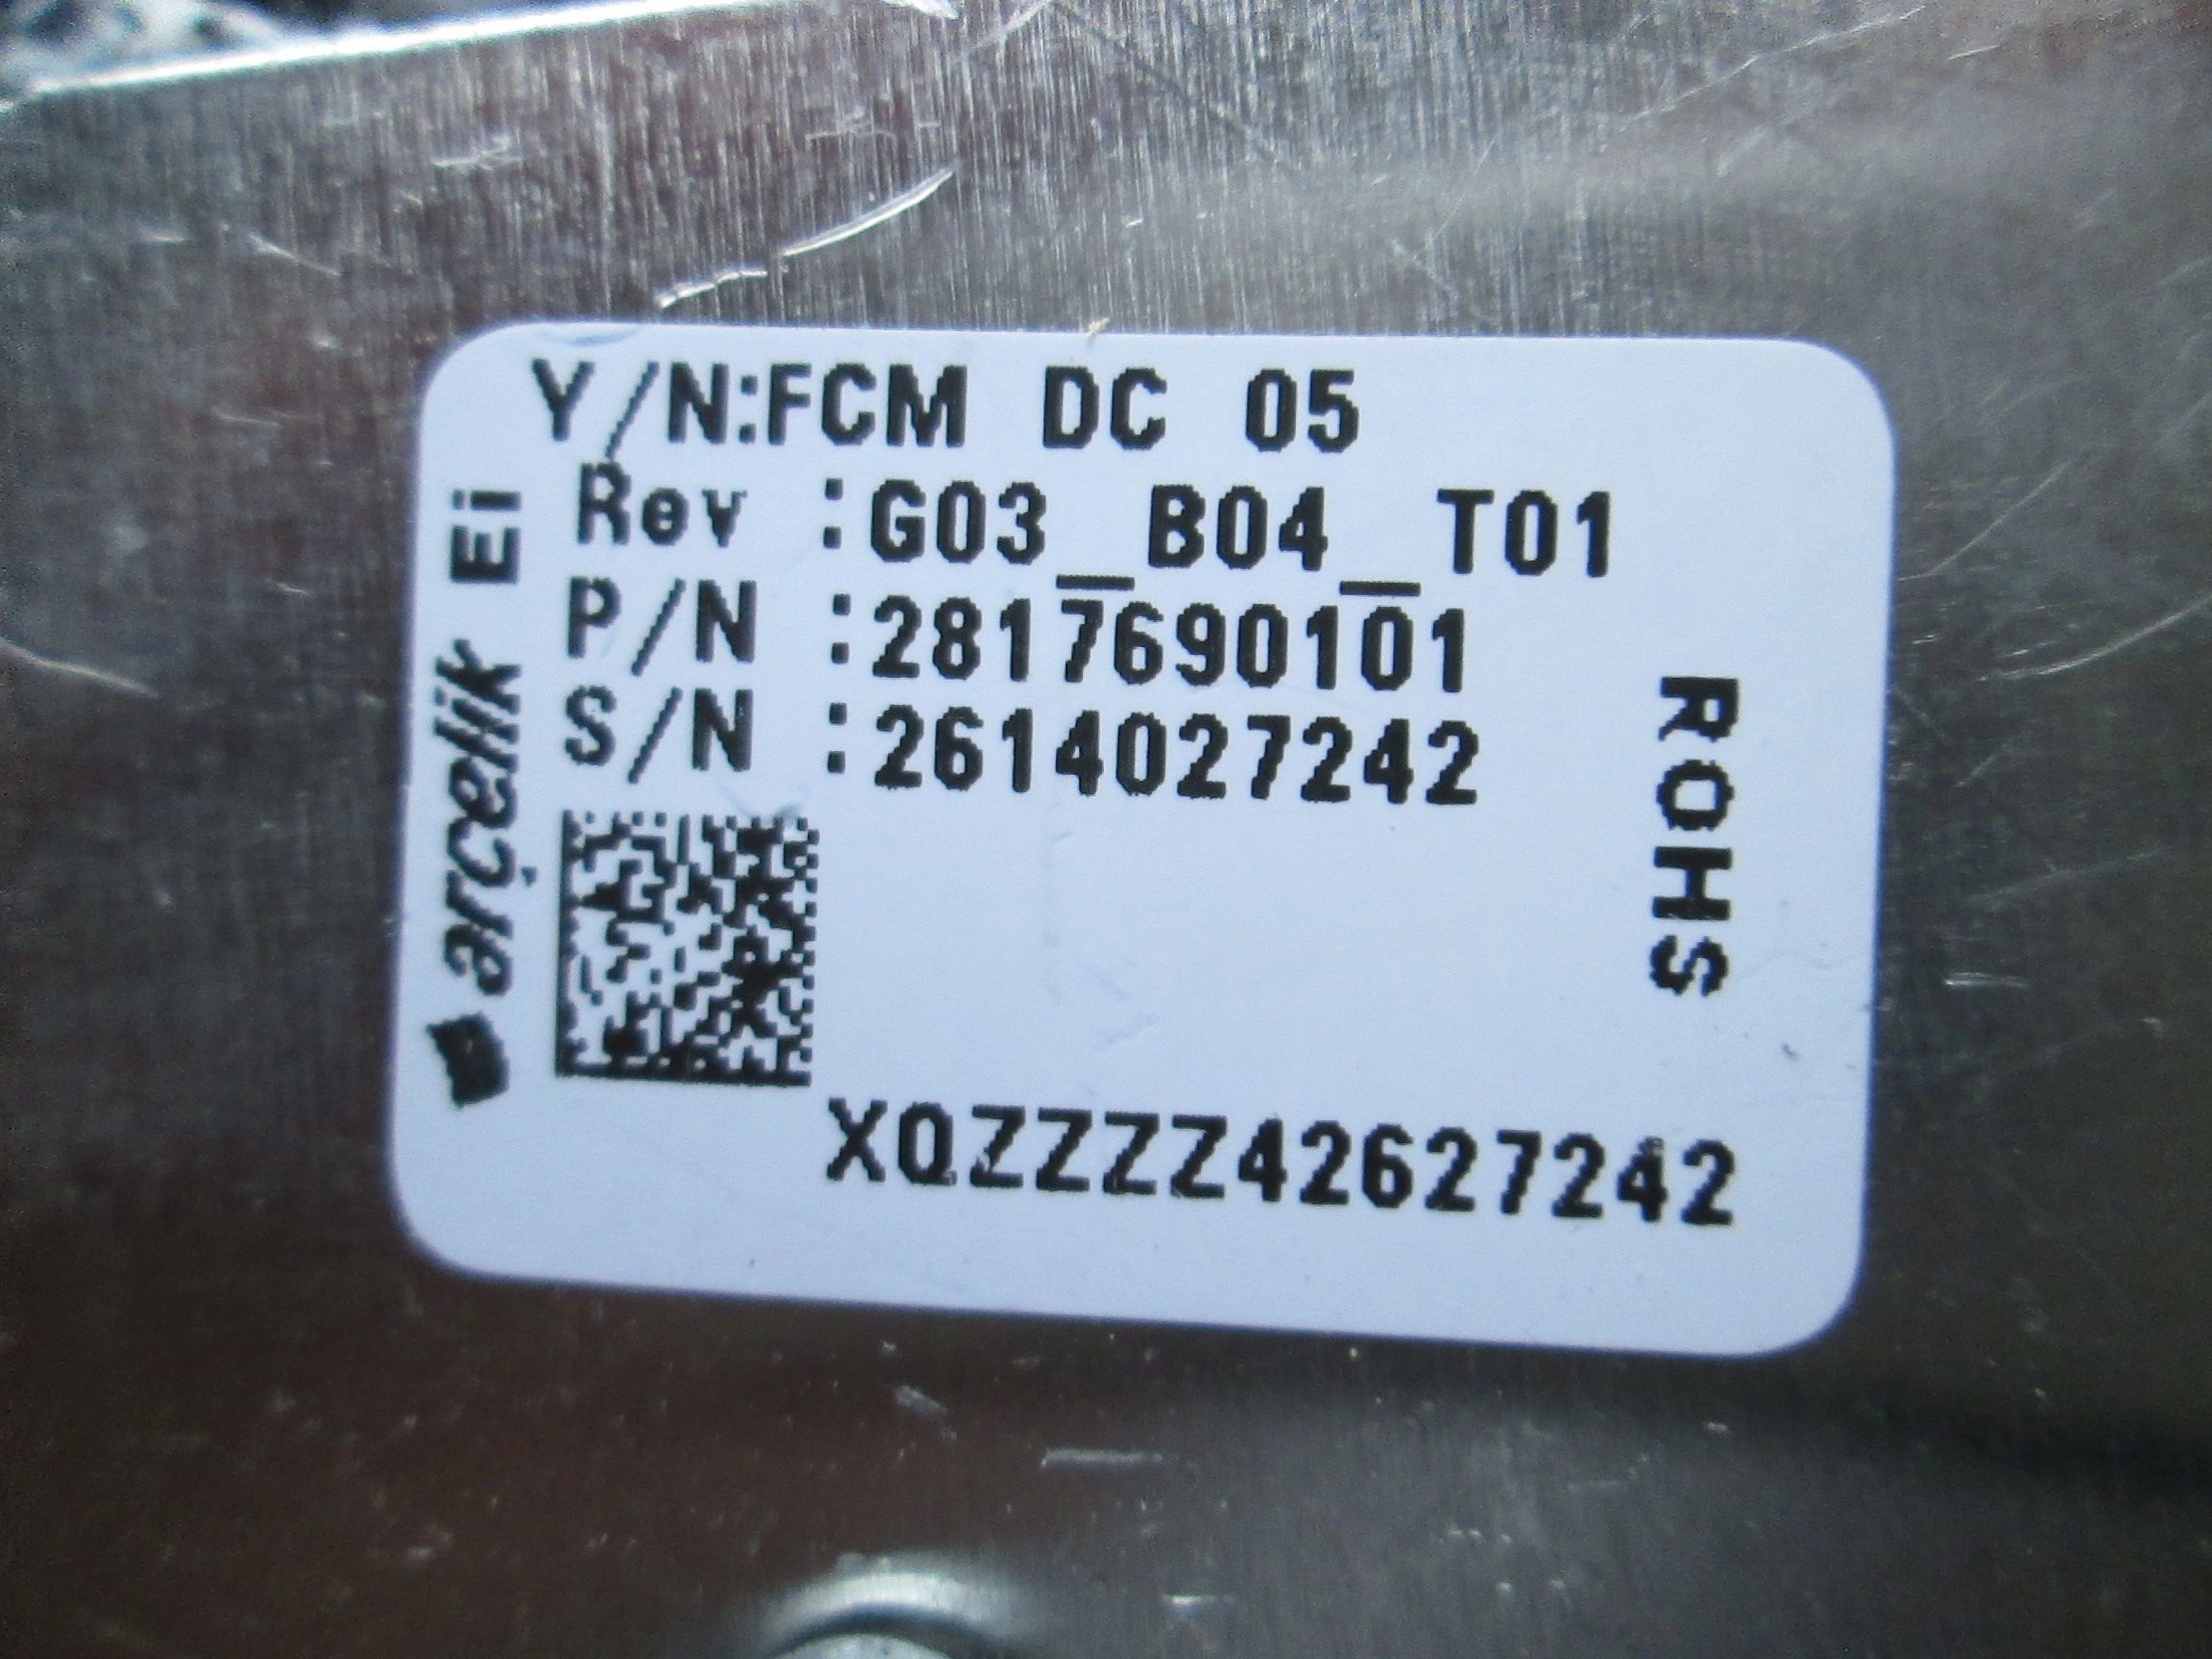 Y/N:FCM DC 05
Rev :G03_B04_T01
P/N :2817690101
S/N :2614027242
arçelik Ei
ROHS
XQZZZZ42627242